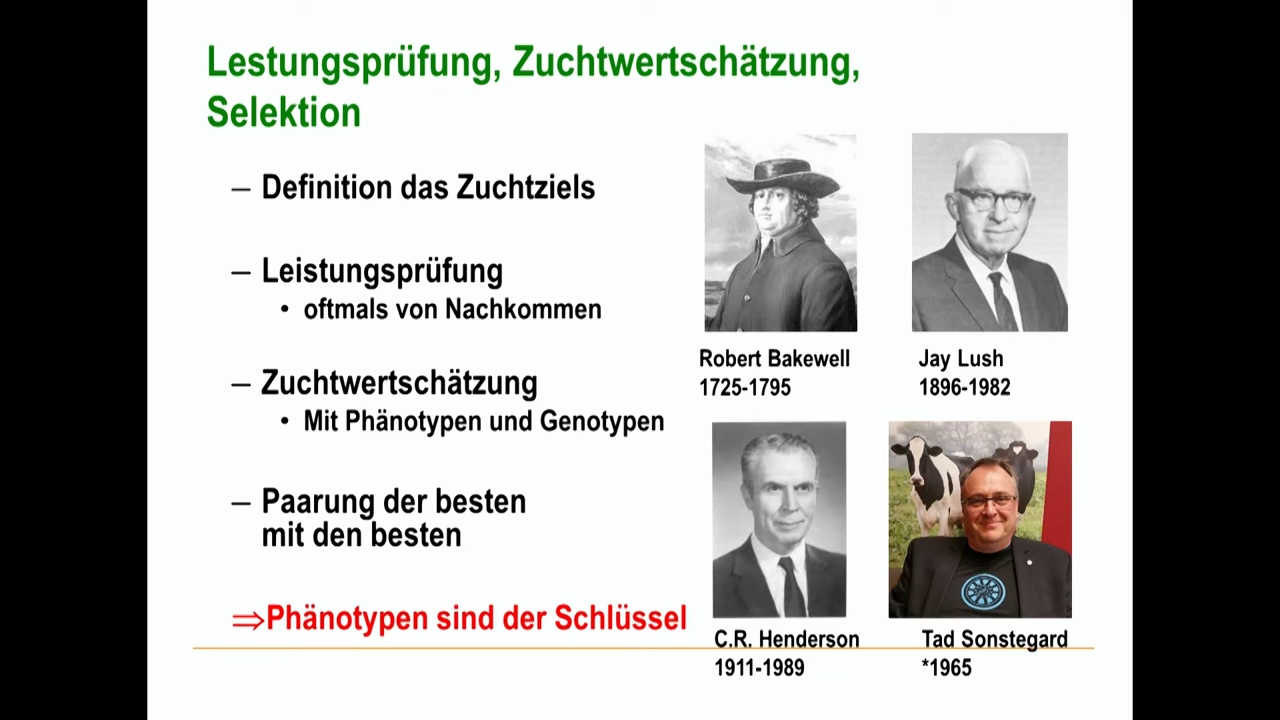 Lestungsprüfung, Zuchtwertschätzung,
Selektion
– Definition das Zuchtziels
– Leistungsprüfung
• oftmals von Nachkommen
– Zuchtwertschätzung
• Mit Phänotypen und Genotypen
– Paarung der besten
mit den besten
⇒Phänotypen sind der Schlüssel
Robert Bakewell
1725-1795
Jay Lush
1896-1982
C.R. Henderson
1911-1989
Tad Sonstegard
*1965